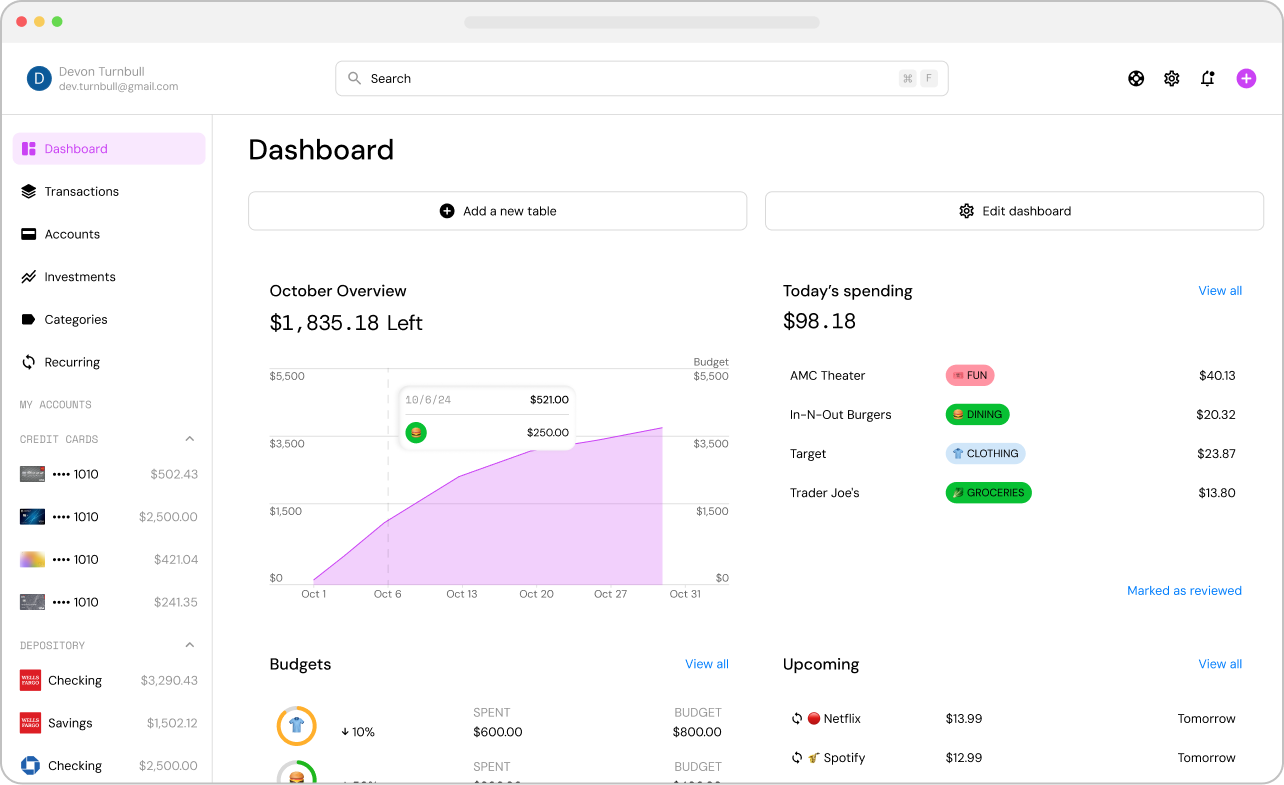 D
Devon Turnbull
dev.turnbull@gmail.com
Search
⌘ F
Dashboard
Transactions
Accounts
Investments
Categories
Recurring
MY ACCOUNTS
CREDIT CARDS
•••• 1010 $502.43
•••• 1010 $2,500.00
•••• 1010 $421.04
•••• 1010 $241.35
DEPOSITORY
WELLS FARGO
Checking $3,290.43
WELLS FARGO
Savings $1,502.12
Checking $2,500.00
Dashboard
Add a new table
Edit dashboard
October Overview
$1,835.18 Left
Budget
$5,500 $5,500
10/6/24 $521.00
$250.00
$3,500 $3,500
$1,500 $1,500
$0 $0
Oct 1 Oct 6 Oct 13 Oct 20 Oct 27 Oct 31
Today’s spending View all
$98.18
AMC Theater FUN $40.13
In-N-Out Burgers DINING $20.32
Target CLOTHING $23.87
Trader Joe's GROCERIES $13.80
Marked as reviewed
Budgets View all
SPENT BUDGET
↓ 10% $600.00 $800.00
SPENT BUDGET
Upcoming View all
Netflix $13.99 Tomorrow
Spotify $12.99 Tomorrow